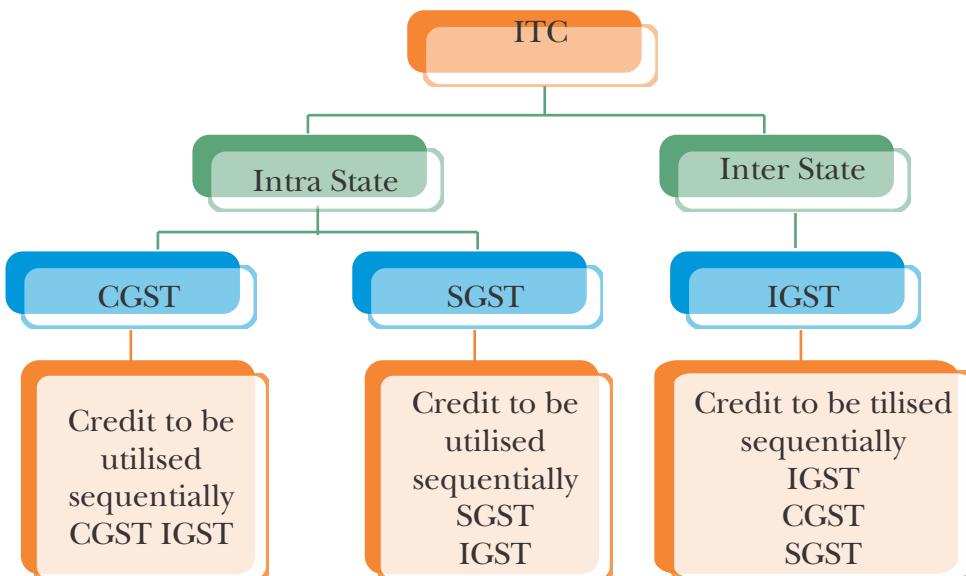 ITC
Intra State
Inter State
CGST
SGST
IGST
Credit to be
utilised
sequentially
CGST IGST
Credit to be
utilised
sequentially
SGST
IGST
Credit to be tilised
sequentially
IGST
CGST
SGST